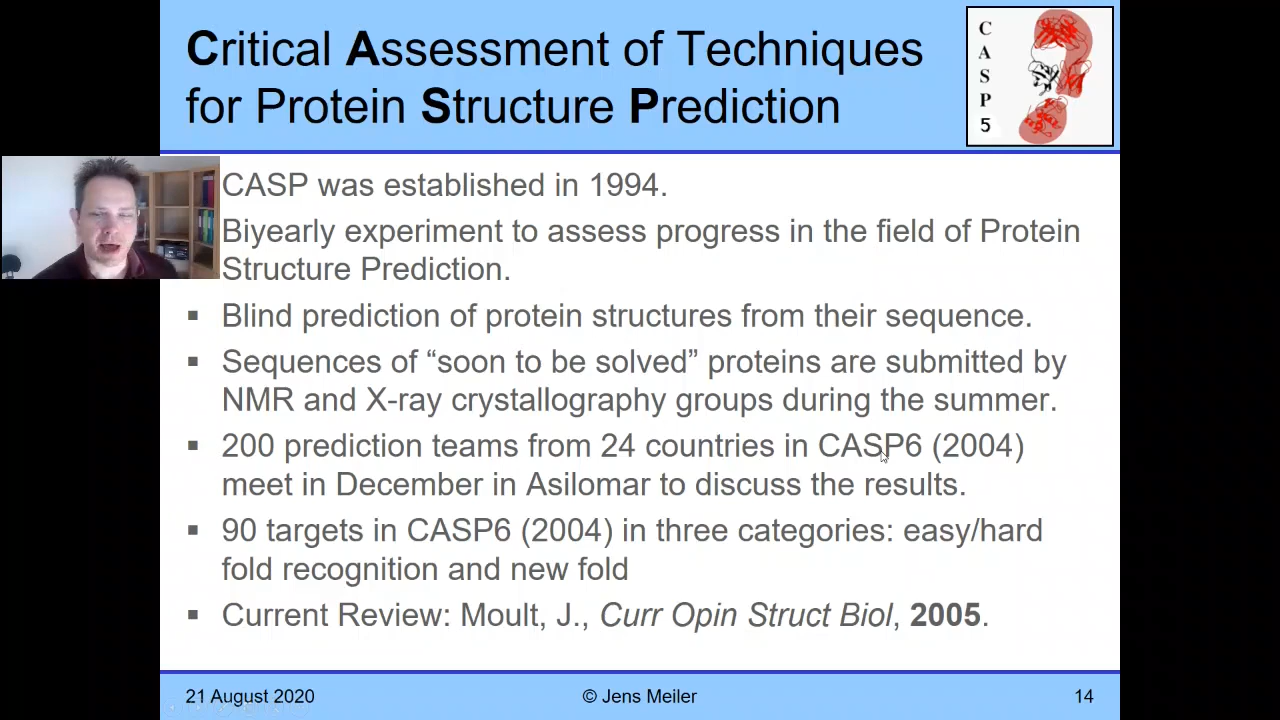 Critical Assessment of Techniques
for Protein Structure Prediction
C
A
S
P
5
CASP was established in 1994.
Biyearly experiment to assess progress in the field of Protein
Structure Prediction.
▪ Blind prediction of protein structures from their sequence.
▪ Sequences of “soon to be solved” proteins are submitted by
NMR and X-ray crystallography groups during the summer.
▪ 200 prediction teams from 24 countries in CASP6 (2004)
meet in December in Asilomar to discuss the results.
▪ 90 targets in CASP6 (2004) in three categories: easy/hard
fold recognition and new fold
▪ Current Review: Moult, J., Curr Opin Struct Biol, 2005.
21 August 2020
© Jens Meiler
14